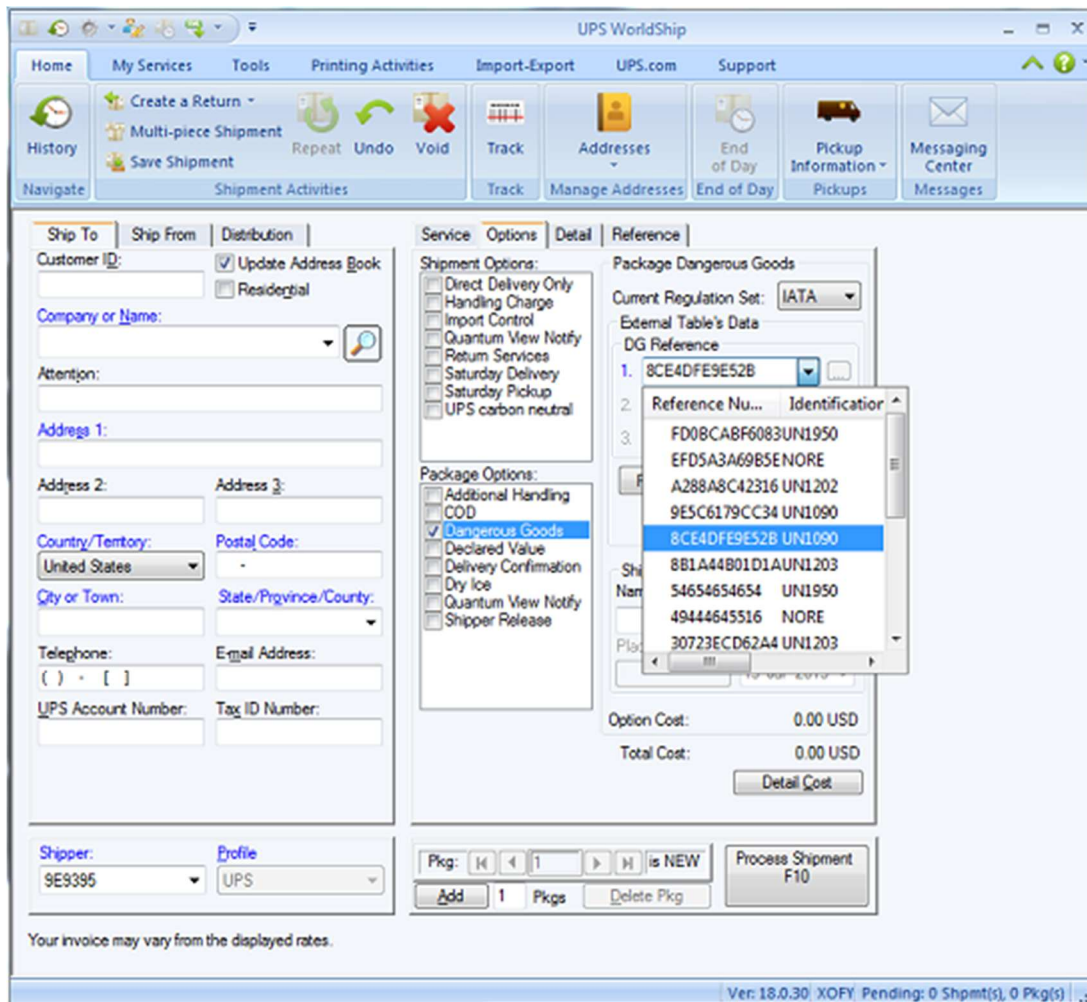 UPS WorldShip
Home My Services Tools Printing Activities Import-Export UPS.com Support
History
Create a Return
Multi-piece Shipment
Save Shipment
Repeat Undo Void
Track
Addresses
End of Day
Pickup Information
Messaging Center
Navigate Shipment Activities Track Manage Addresses End of Day Pickups Messages
Ship To Ship From Distribution
Customer ID:
Update Address Book
Residential
Company or Name:
Attention:
Address 1:
Address 2: Address 3:
Country/Territory: Postal Code:
United States -
City or Town: State/Province/County:
Telephone: E-mail Address:
( ) - [ ]
UPS Account Number: Tax ID Number:
Shipper: Profile
9E9395 UPS
Your invoice may vary from the displayed rates.
Service Options Detail Reference
Shipment Options:
Direct Delivery Only
Handling Charge
Import Control
Quantum View Notify
Return Services
Saturday Delivery
Saturday Pickup
UPS carbon neutral
Package Options:
Additional Handling
COD
Dangerous Goods
Declared Value
Delivery Confirmation
Dry Ice
Quantum View Notify
Shipper Release
Package Dangerous Goods
Current Regulation Set: IATA
External Table's Data
DG Reference
1. 8CE4DFE9E52B ...
2.
3.
Reference Nu... Identification
FD0BCABF6083 UN1950
EFD5A3A69B5E NORE
A288A8C42316 UN1202
9E5C6179CC34 UN1090
8CE4DFE9E52B UN1090
8B1A44B01D1A UN1203
54654654654 UN1950
49444645516 NORE
30723ECD62A4 UN1203
Option Cost: 0.00 USD
Total Cost: 0.00 USD
Detail Cost
Pkg: 1 is NEW
Add 1 Pkgs Delete Pkg
Process Shipment
F10
Ver: 18.0.30 XOFY Pending: 0 Shpmt(s), 0 Pkg(s)